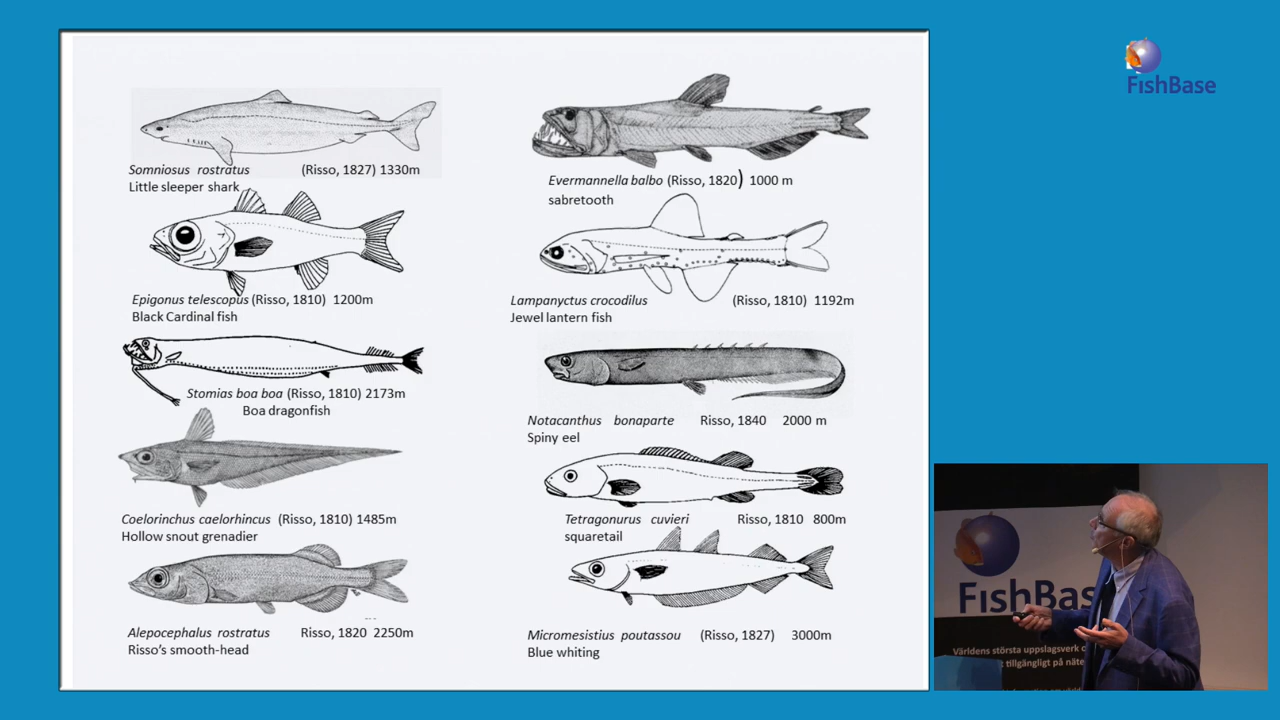 FishBase
Somniosus rostratus (Risso, 1827) 1330m
Little sleeper shark
Evermannella balbo (Risso, 1820) 1000 m
sabretooth
Epigonus telescopus (Risso, 1810) 1200m
Black Cardinal fish
Lampanyctus crocodilus (Risso, 1810) 1192m
Jewel lantern fish
Stomias boa boa (Risso, 1810) 2173m
Boa dragonfish
Notacanthus bonaparte Risso, 1840 2000 m
Spiny eel
Coelorinchus caelorhincus (Risso, 1810) 1485m
Hollow snout grenadier
Tetragonurus cuvieri Risso, 1810 800m
squaretail
Alepocephalus rostratus Risso, 1820 2250m
Risso's smooth-head
Micromesistius poutassou (Risso, 1827) 3000m
Blue whiting
FishBas
Världens största uppslagsverk
t tillgängligt på näte